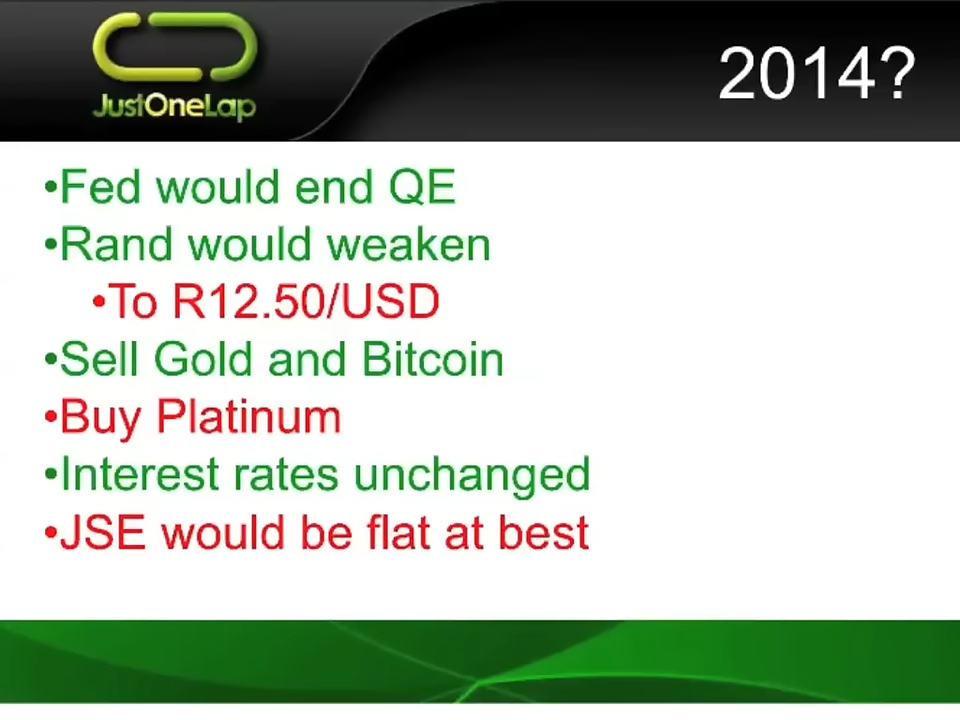 JustOneLap
2014?
•Fed would end QE
•Rand would weaken
•To R12.50/USD
•Sell Gold and Bitcoin
•Buy Platinum
•Interest rates unchanged
•JSE would be flat at best